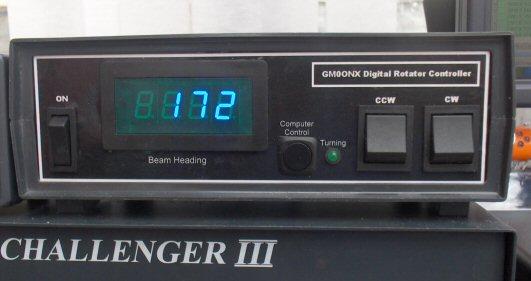 GM0ONX Digital Rotator Controller
ON
172
CCW
CW
Computer
Control
Turning
Beam Heading
CHALLENGER III